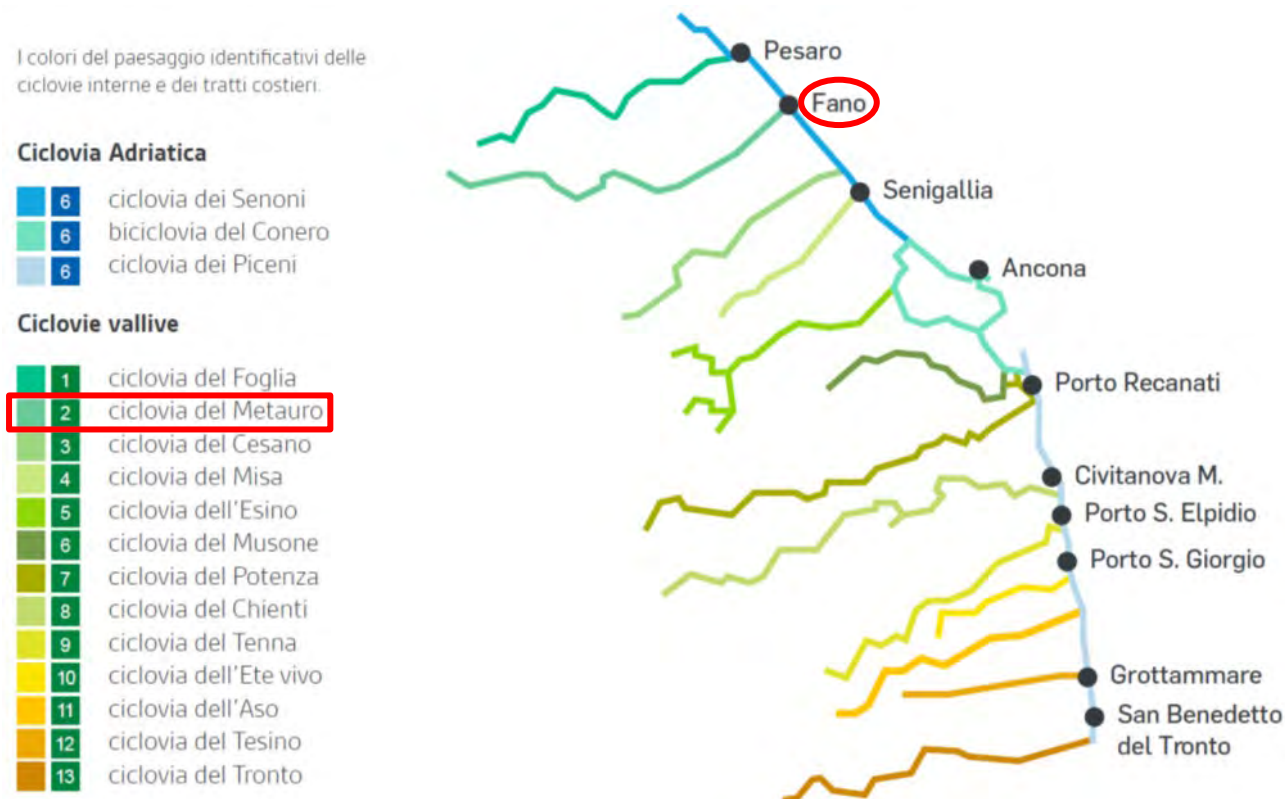 I colori del paesaggio identificativi delle
ciclovie interne e dei tratti costieri.
Ciclovia Adriatica
6 ciclovia dei Senoni
6 biciclovia del Conero
6 ciclovia dei Piceni
Ciclovie vallive
1 ciclovia del Foglia
2 ciclovia del Metauro
3 ciclovia del Cesano
4 ciclovia del Misa
5 ciclovia dell'Esino
6 ciclovia del Musone
7 ciclovia del Potenza
8 ciclovia del Chienti
9 ciclovia del Tenna
10 ciclovia dell'Ete vivo
11 ciclovia dell'Aso
12 ciclovia del Tesino
13 ciclovia del Tronto
Pesaro
Fano
Senigallia
Ancona
Porto Recanati
Civitanova M.
Porto S. Elpidio
Porto S. Giorgio
Grottammare
San Benedetto
del Tronto